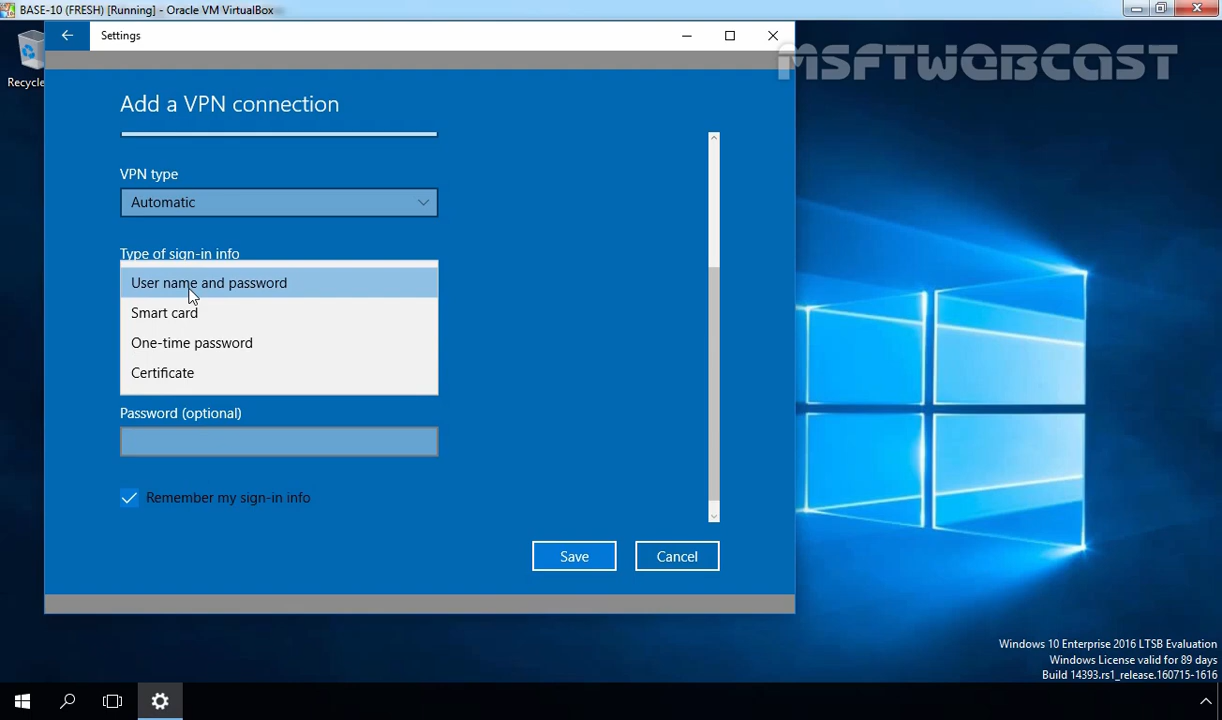 BASE-10 (FRESH) [Running] - Oracle VM VirtualBox
Settings
MSFTWEBCAST
Recycle
Add a VPN connection
VPN type
Automatic
Type of sign-in info
User name and password
Smart card
One-time password
Certificate
Password (optional)
Remember my sign-in info
Save
Cancel
Windows 10 Enterprise 2016 LTSB Evaluation
Windows License valid for 89 days
Build 14393.rs1_release.160715-1616